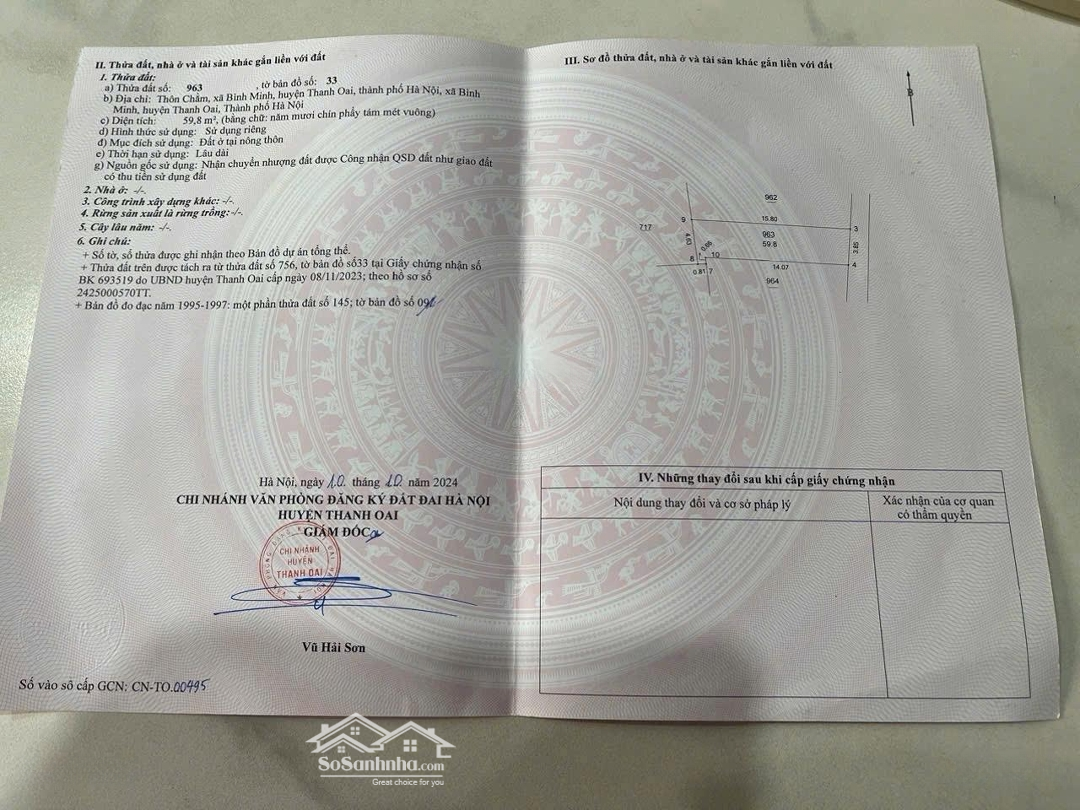 II. Thửa đất, nhà ở và tài sản khác gắn liền với đất
1. Thửa đất:
a) Thửa đất số: 963 , tờ bản đồ số: 33
b) Địa chỉ: Thôn Chằm, xã Bình Minh, huyện Thanh Oai, thành phố Hà Nội, xã Bình
Minh, huyện Thanh Oai, Thành phố Hà Nội
c) Diện tích: 59,8 m², (bằng chữ: năm mươi chín phẩy tám mét vuông)
d) Hình thức sử dụng: Sử dụng riêng
đ) Mục đích sử dụng: Đất ở tại nông thôn
e) Thời hạn sử dụng: Lâu dài
g) Nguồn gốc sử dụng: Nhận chuyển nhượng đất được Công nhận QSD đất như giao đất
có thu tiền sử dụng đất
2. Nhà ở: -/-.
3. Công trình xây dựng khác: -/-.
4. Rừng sản xuất là rừng trồng:-/-.
5. Cây lâu năm: -/-.
6. Ghi chú:
+ Số tờ, số thửa được ghi nhận theo Bản đồ dự án tổng thể.
+ Thửa đất trên được tách ra từ thửa đất số 756, tờ bản đồ số33 tại Giấy chứng nhận số
BK 693519 do UBND huyện Thanh Oai cấp ngày 08/11/2023; theo hồ sơ số
2425000570TT.
+ Bản đồ đo đạc năm 1995-1997: một phần thửa đất số 145; tờ bản đồ số
Hà Nội, ngày 10 tháng 10 năm 2024
CHI NHÁNH VĂN PHÒNG ĐĂNG KÝ ĐẤT ĐAI HÀ NỘI
HUYỆN THANH OAI
GIÁM ĐỐC
CHI NHÁNH
HUYỆN
THANH OAI
Vũ Hải Sơn
Số vào sổ cấp GCN: CN-TO.00495
III. Sơ đồ thửa đất, nhà ở và tài sản khác gắn liền với đất
B
962
9
15.80
3
717
963
59.8
4.63
0.86
3.85
10
8
14.07
4
0.81
7
964
IV. Những thay đổi sau khi cấp giấy chứng nhận
Nội dung thay đổi và cơ sở pháp lý
Xác nhận của cơ quan
có thẩm quyền
SoSanhnha.com
Great choice for you